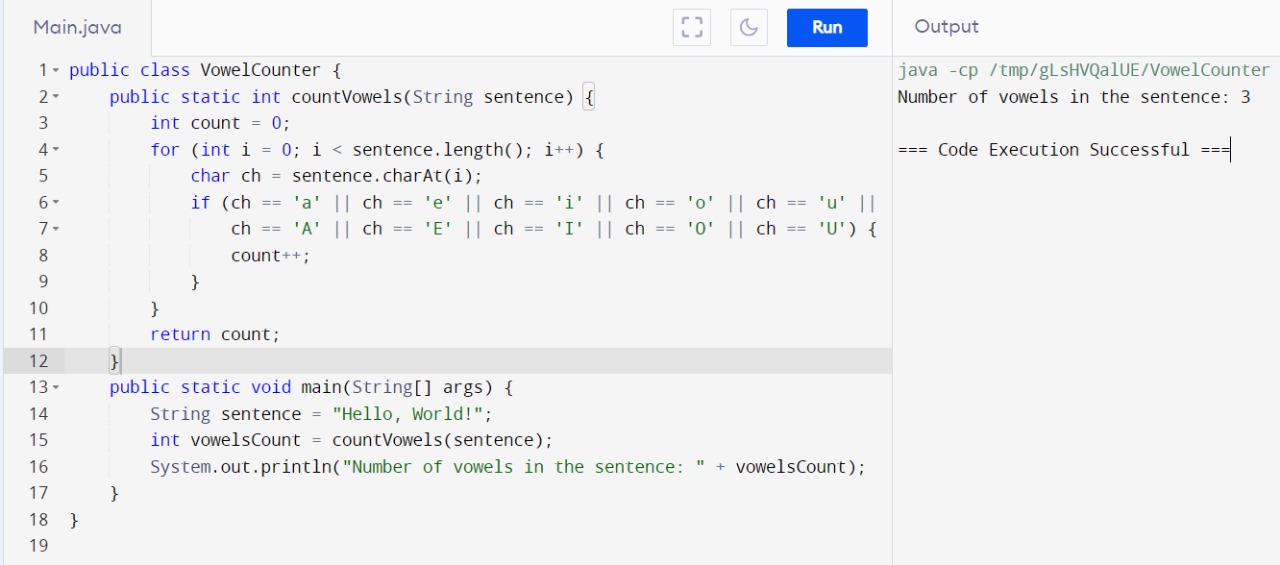 Main.java
Run
Output
1 public class VowelCounter {
2     public static int countVowels(String sentence) {
3         int count = 0;
4         for (int i = 0; i < sentence.length(); i++) {
5             char ch = sentence.charAt(i);
6             if (ch == 'a' || ch == 'e' || ch == 'i' || ch == 'o' || ch == 'u' ||
7                 ch == 'A' || ch == 'E' || ch == 'I' || ch == 'O' || ch == 'U') {
8                 count++;
9             }
10         }
11         return count;
12     }
13     public static void main(String[] args) {
14         String sentence = "Hello, World!";
15         int vowelsCount = countVowels(sentence);
16         System.out.println("Number of vowels in the sentence: " + vowelsCount);
17     }
18 }
19
java -cp /tmp/gLsHVQalUE/VowelCounter
Number of vowels in the sentence: 3
=== Code Execution Successful ===